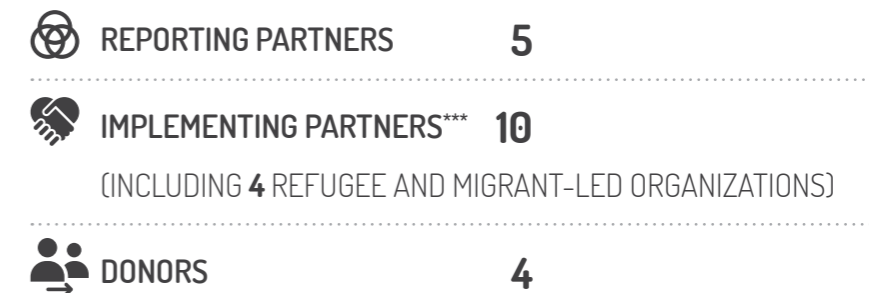 REPORTING PARTNERS 5
IMPLEMENTING PARTNERS*** 10
(INCLUDING 4 REFUGEE AND MIGRANT-LED ORGANIZATIONS)
DONORS 4